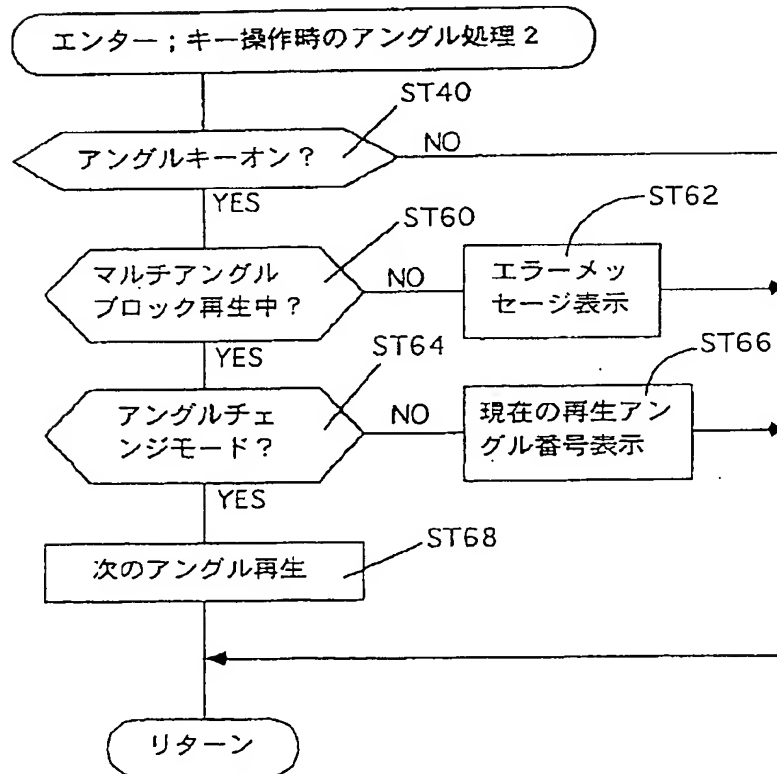 エンター；キー操作時のアングル処理2
ST40
アングルキーオン？
NO
YES
ST60
マルチアングル
ブロック再生中？
NO
ST62
エラーメッ
セージ表示
YES
ST64
アングルチェ
ンジモード？
NO
ST66
現在の再生アン
グル番号表示
YES
ST68
次のアングル再生
リターン